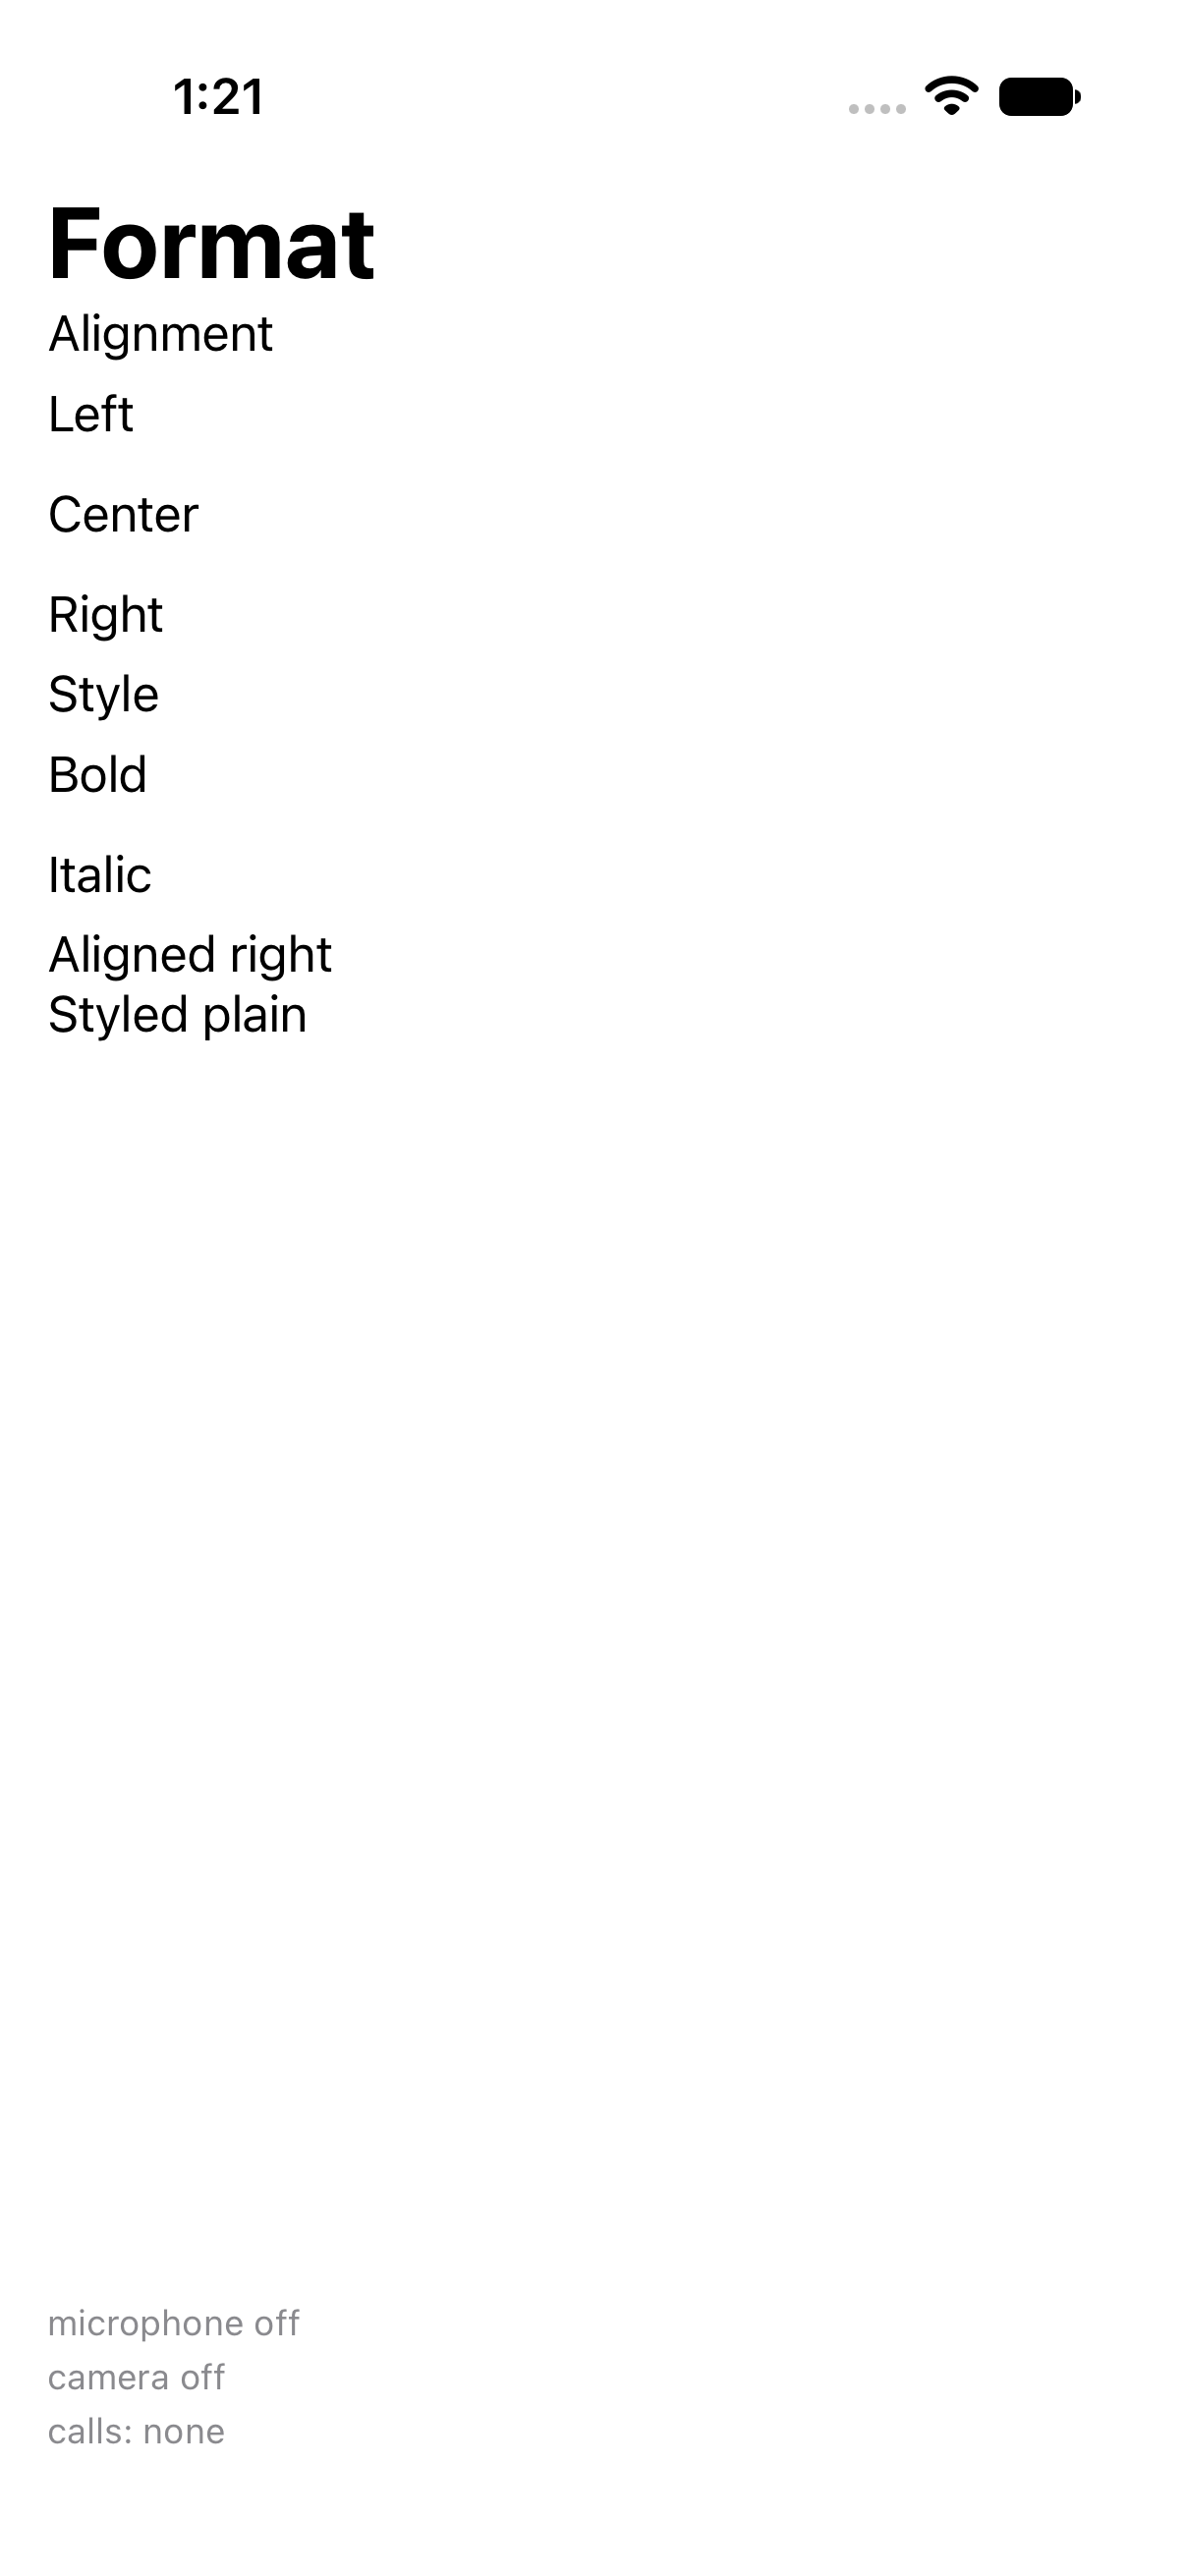 1:21
Format
Alignment
Left
Center
Right
Style
Bold
Italic
Aligned right
Styled plain
microphone off
camera off
calls: none